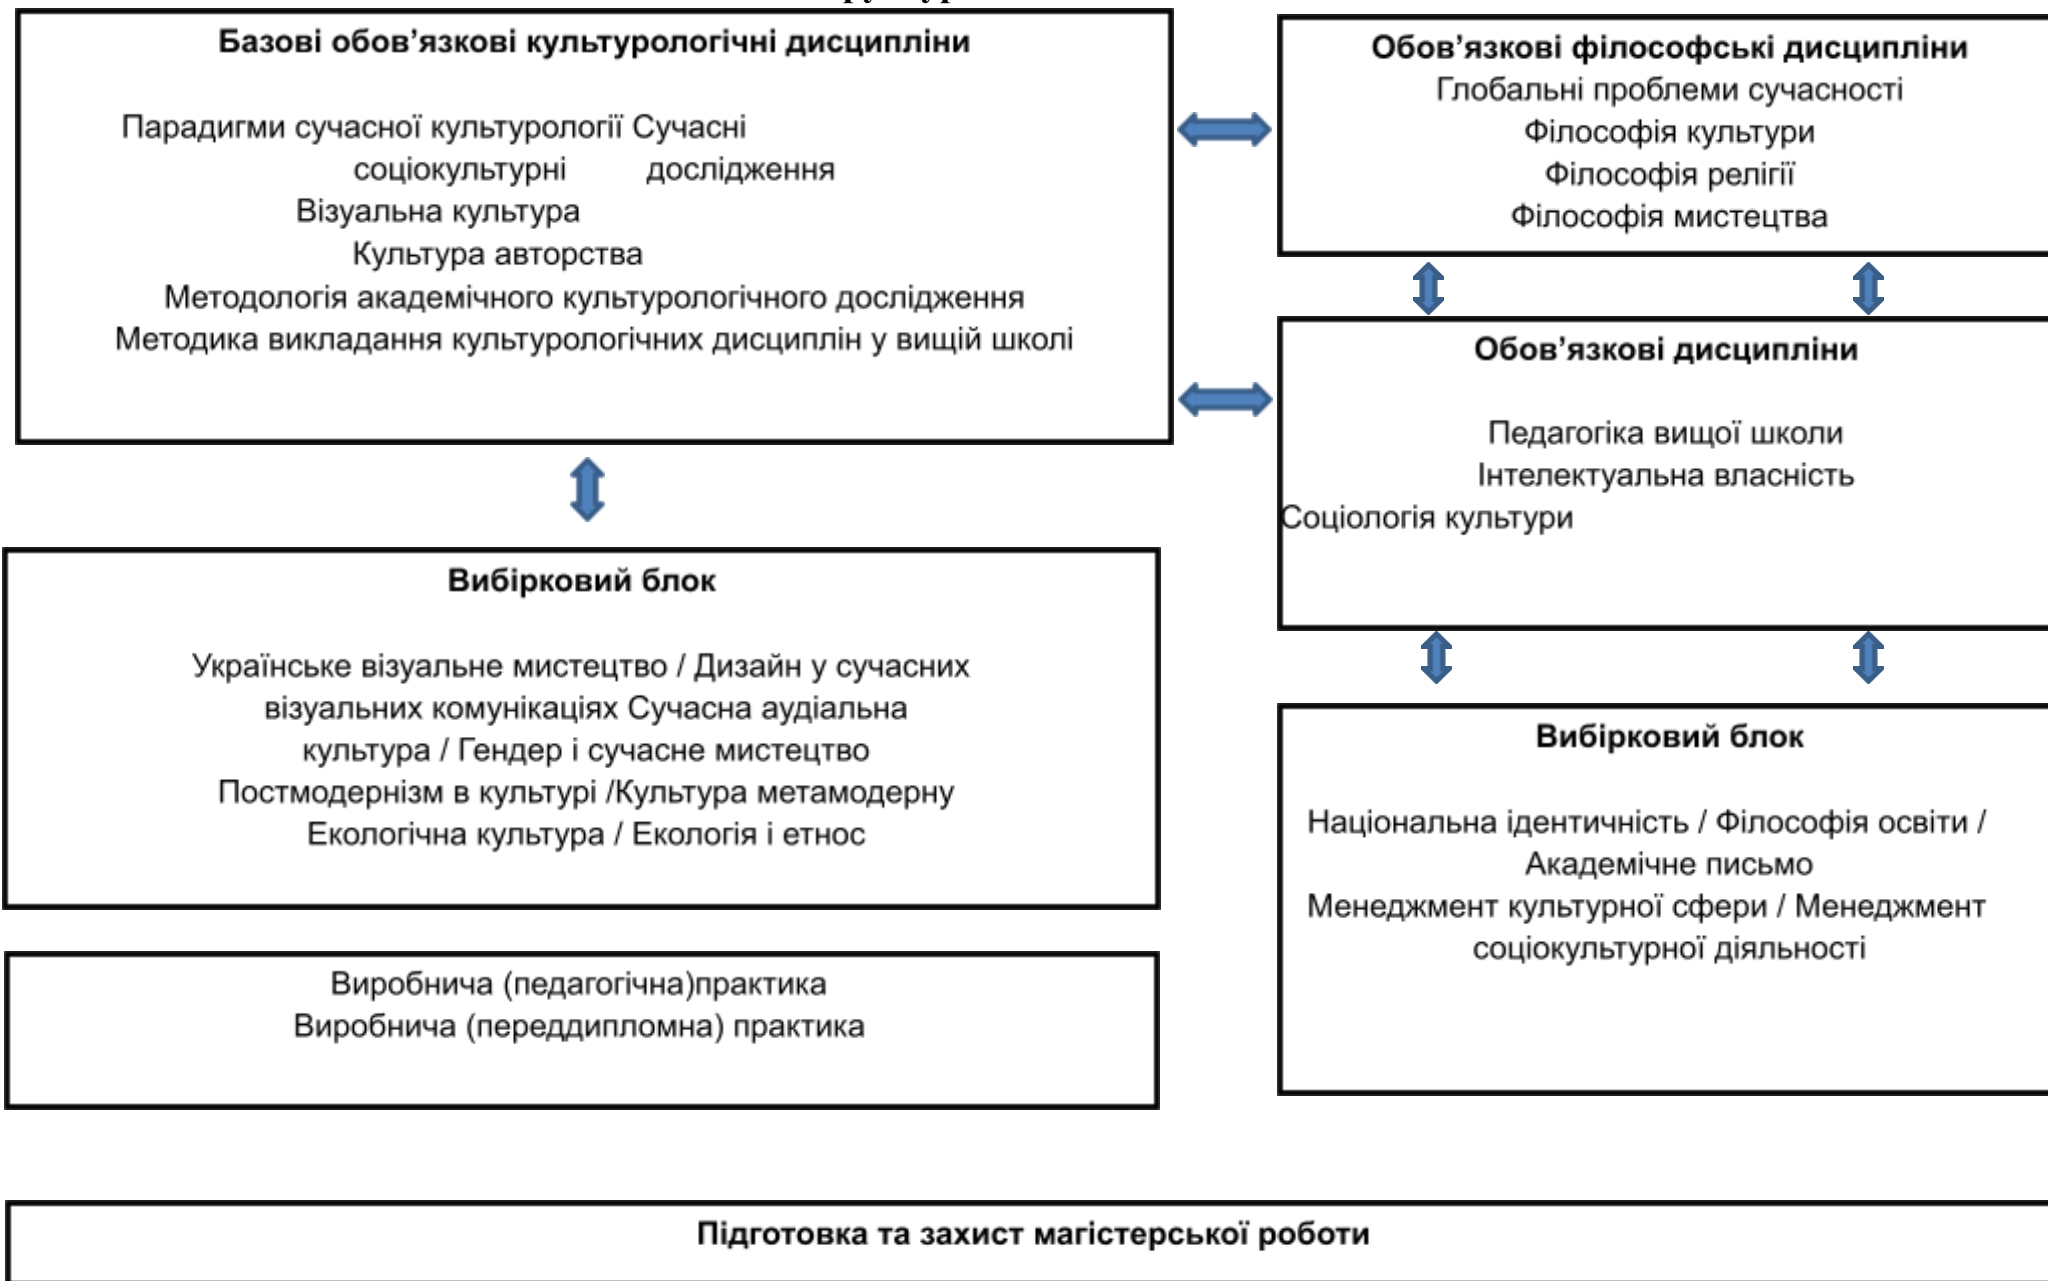 Базові обов’язкові культурологічні дисципліни
Парадигми сучасної культурології Сучасні
соціокультурні дослідження
Візуальна культура
Культура авторства
Методологія академічного культурологічного дослідження
Методика викладання культурологічних дисциплін у вищій школі
Обов’язкові філософські дисципліни
Глобальні проблеми сучасності
Філософія культури
Філософія релігії
Філософія мистецтва
Обов’язкові дисципліни
Педагогіка вищої школи
Інтелектуальна власність
Соціологія культури
Вибірковий блок
Українське візуальне мистецтво / Дизайн у сучасних
візуальних комунікаціях Сучасна аудіальна
культура / Гендер і сучасне мистецтво
Постмодернізм в культурі /Культура метамодерну
Екологічна культура / Екологія і етнос
Вибірковий блок
Національна ідентичність / Філософія освіти /
Академічне письмо
Менеджмент культурної сфери / Менеджмент
соціокультурної діяльності
Виробнича (педагогічна)практика
Виробнича (переддипломна) практика
Підготовка та захист магістерської роботи